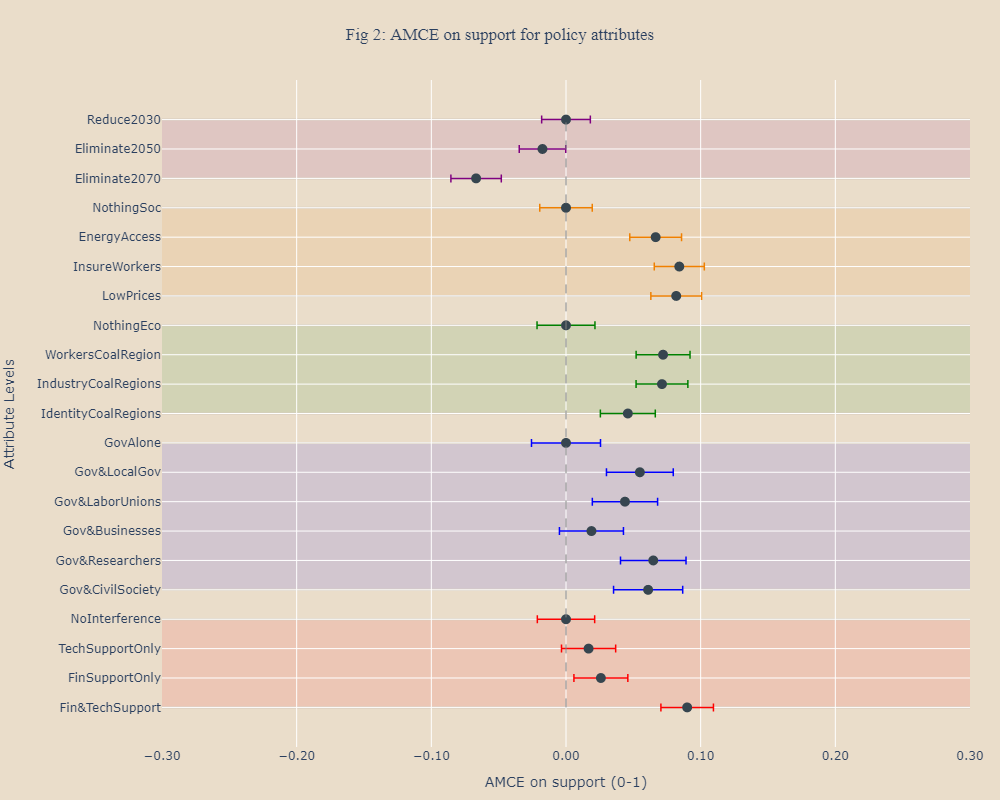 Fig 2: AMCE on support for policy attributes
Attribute Levels
Reduce2030
Eliminate2050
Eliminate2070
NothingSoc
EnergyAccess
InsureWorkers
LowPrices
NothingEco
WorkersCoalRegion
IndustryCoalRegions
IdentityCoalRegions
GovAlone
Gov&LocalGov
Gov&LaborUnions
Gov&Businesses
Gov&Researchers
Gov&CivilSociety
NoInterference
TechSupportOnly
FinSupportOnly
Fin&TechSupport
−0.30 −0.20 −0.10 0.00 0.10 0.20 0.30
AMCE on support (0-1)